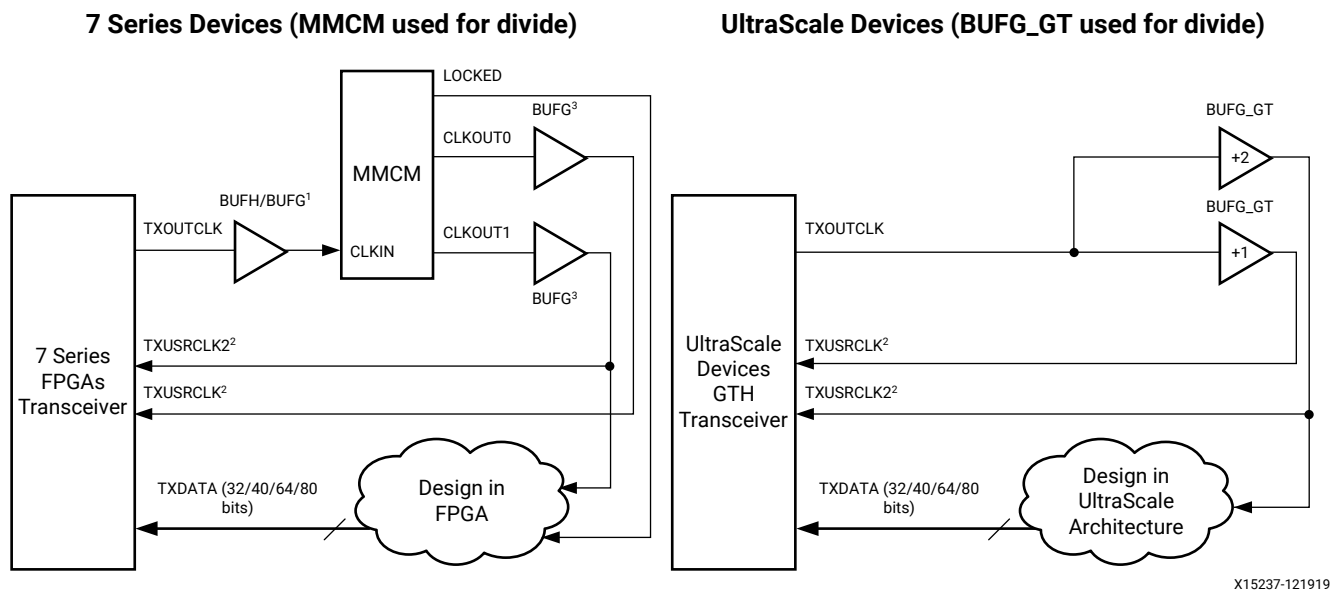 7 Series Devices (MMCM used for divide)
UltraScale Devices (BUFG_GT used for divide)
LOCKED
BUFG³
CLKOUT0
MMCM
BUFH/BUFG¹
TXOUTCLK
CLKIN
CLKOUT1
BUFG³
TXUSRCLK2²
7 Series
FPGAs
Transceiver
TXUSRCLK²
TXDATA (32/40/64/80
bits)
Design in
FPGA
BUFG_GT
+2
BUFG_GT
TXOUTCLK
+1
UltraScale
Devices
GTH
Transceiver
TXUSRCLK²
TXUSRCLK2²
TXDATA (32/40/64/80
bits)
Design in
UltraScale
Architecture
X15237-121919